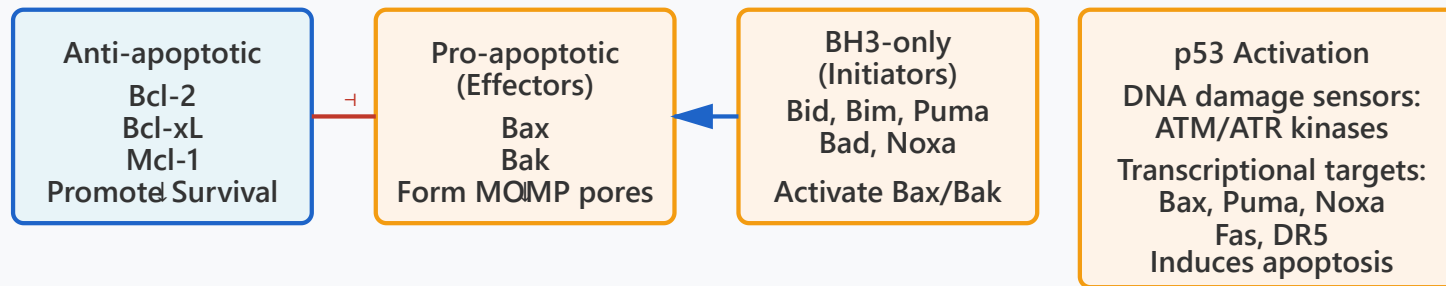 Anti-apoptotic
Bcl-2
Bcl-xL
Mcl-1
↓
Promote Survival
⊣
Pro-apoptotic
(Effectors)
Bax
Bak
↓
Form MOMP pores
BH3-only
(Initiators)
Bid, Bim, Puma
Bad, Noxa
Activate Bax/Bak
p53 Activation
DNA damage sensors:
ATM/ATR kinases
Transcriptional targets:
Bax, Puma, Noxa
Fas, DR5
Induces apoptosis